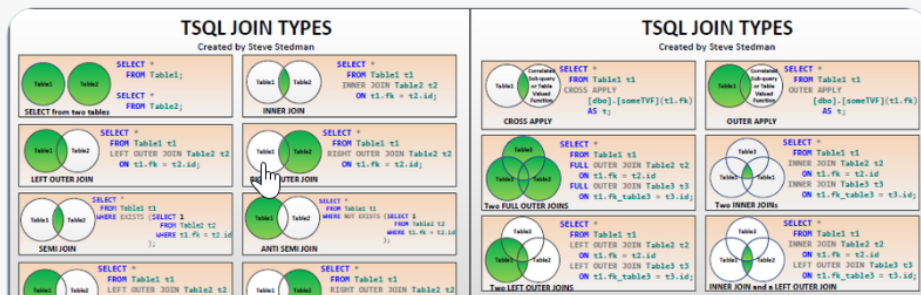 TSQL JOIN TYPES
Created by Steve Stedman
Table1 Table2
SELECT *
FROM Table1;
SELECT *
FROM Table2;
SELECT from two tables
Table1 Table2
SELECT *
FROM Table1 t1
INNER JOIN Table2 t2
ON t1.fk = t2.id;
INNER JOIN
Table1 Table2
SELECT *
FROM Table1 t1
LEFT OUTER JOIN Table2 t2
ON t1.fk = t2.id;
LEFT OUTER JOIN
Table1 Table2
SELECT *
FROM Table1 t1
RIGHT OUTER JOIN Table2 t2
ON t1.fk = t2.id;
OUTER JOIN
Table1 Table2
SELECT *
FROM Table1 t1
WHERE EXISTS (SELECT 1
FROM Table2 t2
WHERE t1.fk = t2.id
);
SEMI JOIN
Table1 Table2
SELECT *
FROM Table1 t1
WHERE NOT EXISTS (SELECT 1
FROM Table2 t2
WHERE t1.fk = t2.id
);
ANTI SEMI JOIN
Table1 Table2
SELECT *
FROM Table1 t1
LEFT OUTER JOIN Table2 t2
Table1 Table2
SELECT *
FROM Table1 t1
RIGHT OUTER JOIN Table2 t2
TSQL JOIN TYPES
Created by Steve Stedman
Table1
Correlated
Sub-query
or Table
Valued
Function
SELECT *
FROM Table1 t1
CROSS APPLY
[dbo].[someTVF](t1.fk)
AS t;
CROSS APPLY
Table1
Correlated
Sub-query
or Table
Valued
Function
SELECT *
FROM Table1 t1
OUTER APPLY
[dbo].[someTVF](t1.fk)
AS t;
OUTER APPLY
Table3
Table1 Table2
SELECT *
FROM Table1 t1
FULL OUTER JOIN Table2 t2
ON t1.fk = t2.id
FULL OUTER JOIN Table3 t3
ON t1.fk_table3 = t3.id;
Two FULL OUTER JOINS
Table3
Table1 Table2
SELECT *
FROM Table1 t1
INNER JOIN Table2 t2
ON t1.fk = t2.id
INNER JOIN Table3 t3
ON t1.fk_table3 = t3.id;
Two INNER JOINs
Table3
Table1 Table2
SELECT *
FROM Table1 t1
LEFT OUTER JOIN Table2 t2
ON t1.fk = t2.id
LEFT OUTER JOIN Table3 t3
ON t1.fk_table3 = t3.id;
Two LEFT OUTER JOINS
Table3
Table1 Table2
SELECT *
FROM Table1 t1
INNER JOIN Table2 t2
ON t1.fk = t2.id
LEFT OUTER JOIN Table3 t3
ON t1.fk_table3 = t3.id;
INNER JOIN and a LEFT OUTER JOIN